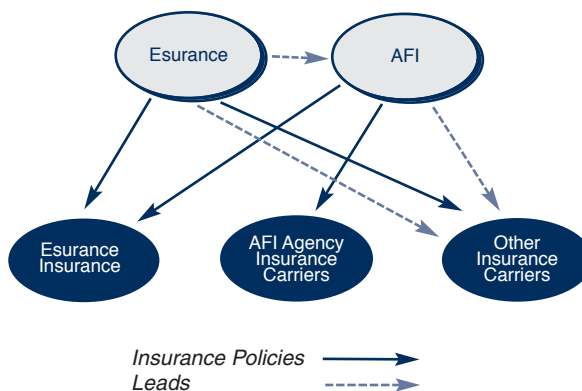 Esurance
AFI
Esurance
Insurance
AFI Agency
Insurance
Carriers
Other
Insurance
Carriers
Insurance Policies
Leads